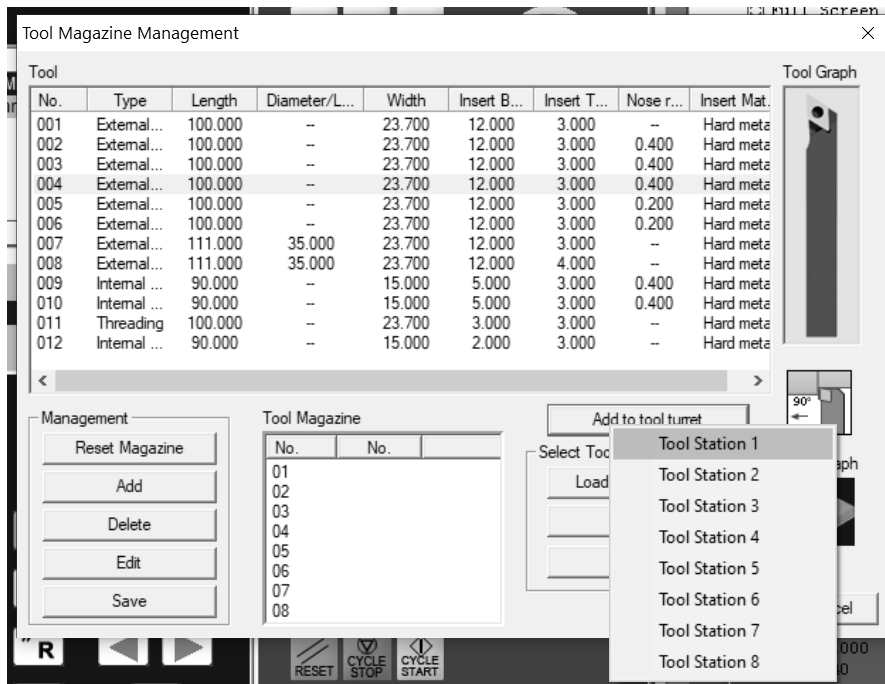 Full Screen
Tool Magazine Management
Tool
Tool Graph
No. Type Length Diameter/L... Width Insert B... Insert T... Nose r... Insert Mat.
001 External... 100.000 -- 23.700 12.000 3.000 -- Hard meta
002 External... 100.000 -- 23.700 12.000 3.000 0.400 Hard meta
003 External... 100.000 -- 23.700 12.000 3.000 0.400 Hard meta
004 External... 100.000 -- 23.700 12.000 3.000 0.400 Hard meta
005 External... 100.000 -- 23.700 12.000 3.000 0.200 Hard meta
006 External... 100.000 -- 23.700 12.000 3.000 0.200 Hard meta
007 External... 111.000 35.000 23.700 12.000 3.000 -- Hard meta
008 External... 111.000 35.000 23.700 12.000 4.000 -- Hard meta
009 Internal ... 90.000 -- 15.000 5.000 3.000 0.400 Hard meta
010 Internal ... 90.000 -- 15.000 5.000 3.000 0.400 Hard meta
011 Threading 100.000 -- 23.700 3.000 3.000 -- Hard meta
012 Internal ... 90.000 -- 15.000 2.000 3.000 -- Hard meta
90°
Management
Reset Magazine
Add
Delete
Edit
Save
Tool Magazine
No. No.
01
02
03
04
05
06
07
08
Add to tool turret
Select Too
Load
Tool Station 1
Tool Station 2
Tool Station 3
Tool Station 4
Tool Station 5
Tool Station 6
Tool Station 7
Tool Station 8
aph
cel
R
RESET
CYCLE STOP
CYCLE START
000